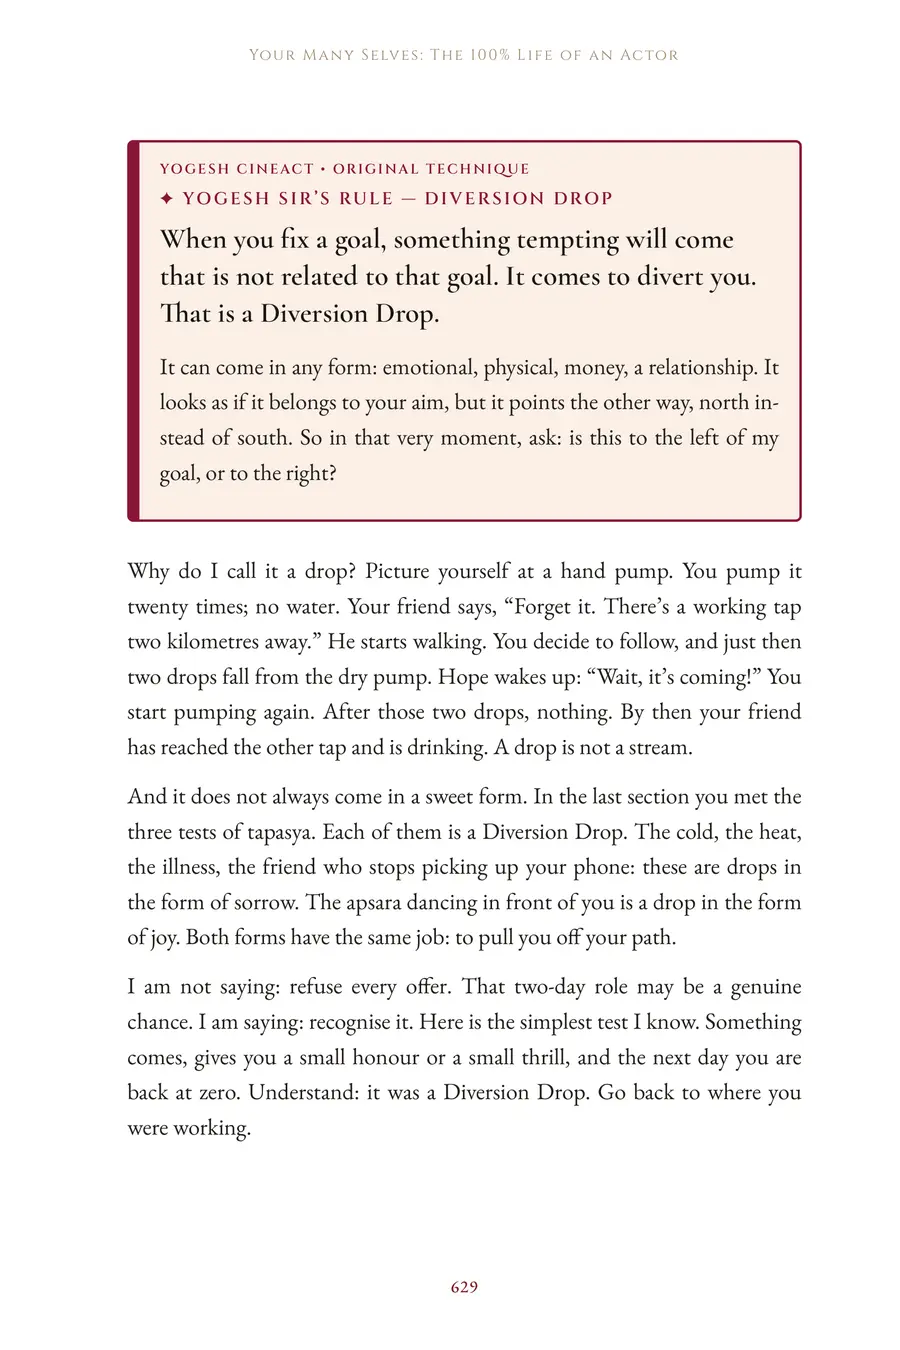 Your Many Selves: The 100% Life of an Actor
YOGESH CINEACT • ORIGINAL TECHNIQUE
✦ YOGESH SIR’S RULE — DIVERSION DROP
When you fix a goal, something tempting will come
that is not related to that goal. It comes to divert you.
That is a Diversion Drop.
It can come in any form: emotional, physical, money, a relationship. It
looks as if it belongs to your aim, but it points the other way, north in-
stead of south. So in that very moment, ask: is this to the left of my
goal, or to the right?
Why do I call it a drop? Picture yourself at a hand pump. You pump it
twenty times; no water. Your friend says, “Forget it. There’s a working tap
two kilometres away.” He starts walking. You decide to follow, and just then
two drops fall from the dry pump. Hope wakes up: “Wait, it’s coming!” You
start pumping again. After those two drops, nothing. By then your friend
has reached the other tap and is drinking. A drop is not a stream.
And it does not always come in a sweet form. In the last section you met the
three tests of tapasya. Each of them is a Diversion Drop. The cold, the heat,
the illness, the friend who stops picking up your phone: these are drops in
the form of sorrow. The apsara dancing in front of you is a drop in the form
of joy. Both forms have the same job: to pull you off your path.
I am not saying: refuse every offer. That two-day role may be a genuine
chance. I am saying: recognise it. Here is the simplest test I know. Something
comes, gives you a small honour or a small thrill, and the next day you are
back at zero. Understand: it was a Diversion Drop. Go back to where you
were working.
629